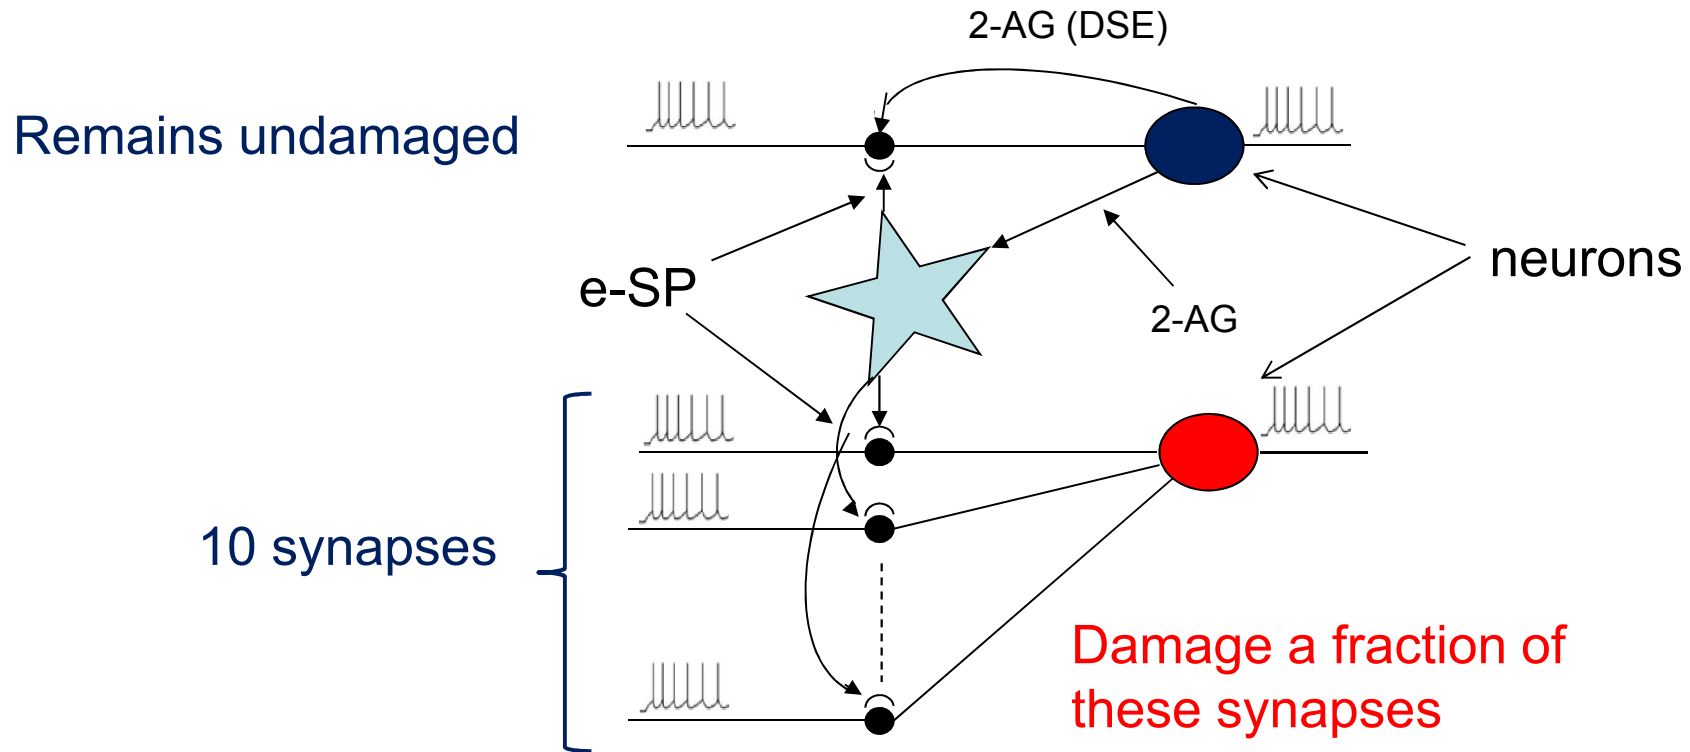 2-AG (DSE)
Remains undamaged
neurons
e-SP
2-AG
10 synapses
Damage a fraction of
these synapses